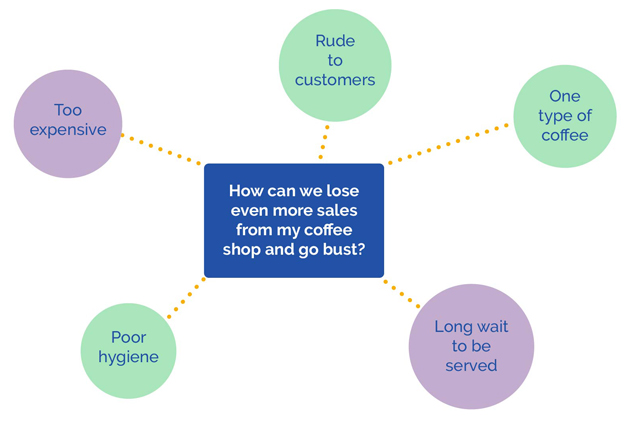 Rude
to
customers
One
type of
coffee
Too
expensive
How can we lose
even more sales
from my coffee
shop and go bust?
Poor
hygiene
Long wait
to be
served